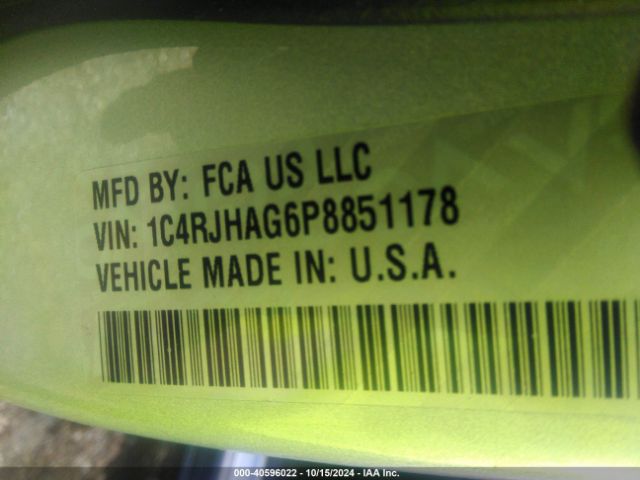 MFD BY: FCA US LLC
VIN: 1C4RJHAG6P8851178
VEHICLE MADE IN: U.S.A.
000-40596022 - 10/15/2024 - IAA Inc.